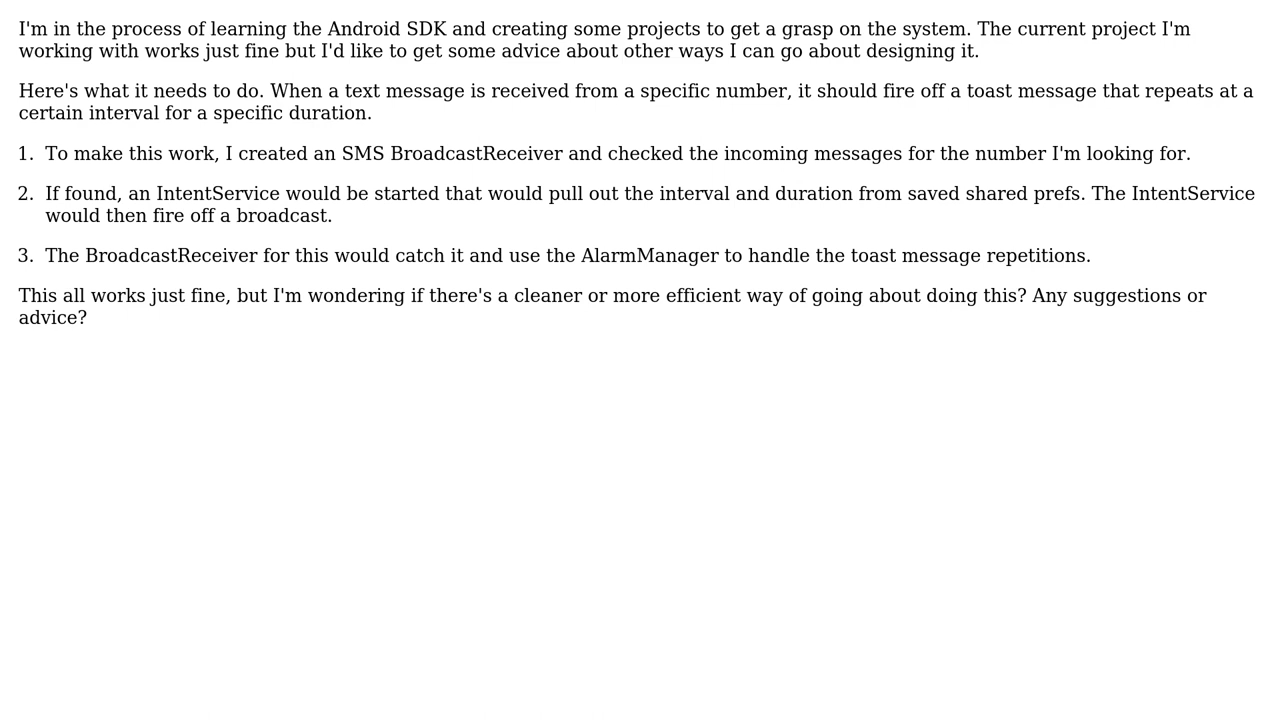 I'm in the process of learning the Android SDK and creating some projects to get a grasp on the system. The current project I'm
working with works just fine but I'd like to get some advice about other ways I can go about designing it.
Here's what it needs to do. When a text message is received from a specific number, it should fire off a toast message that repeats at a
certain interval for a specific duration.
1. To make this work, I created an SMS BroadcastReceiver and checked the incoming messages for the number I'm looking for.
2. If found, an IntentService would be started that would pull out the interval and duration from saved shared prefs. The IntentService
would then fire off a broadcast.
3. The BroadcastReceiver for this would catch it and use the AlarmManager to handle the toast message repetitions.
This all works just fine, but I'm wondering if there's a cleaner or more efficient way of going about doing this? Any suggestions or
advice?